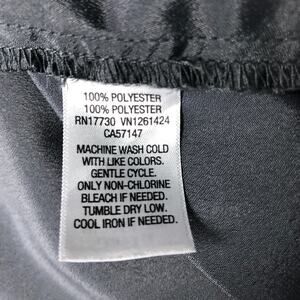 100% POLYESTER
100% POLYESTER
RN17730 VN1261424
CA57147
MACHINE WASH COLD
WITH LIKE COLORS.
GENTLE CYCLE.
ONLY NON-CHLORINE
BLEACH IF NEEDED.
TUMBLE DRY LOW.
COOL IRON IF NEEDED.